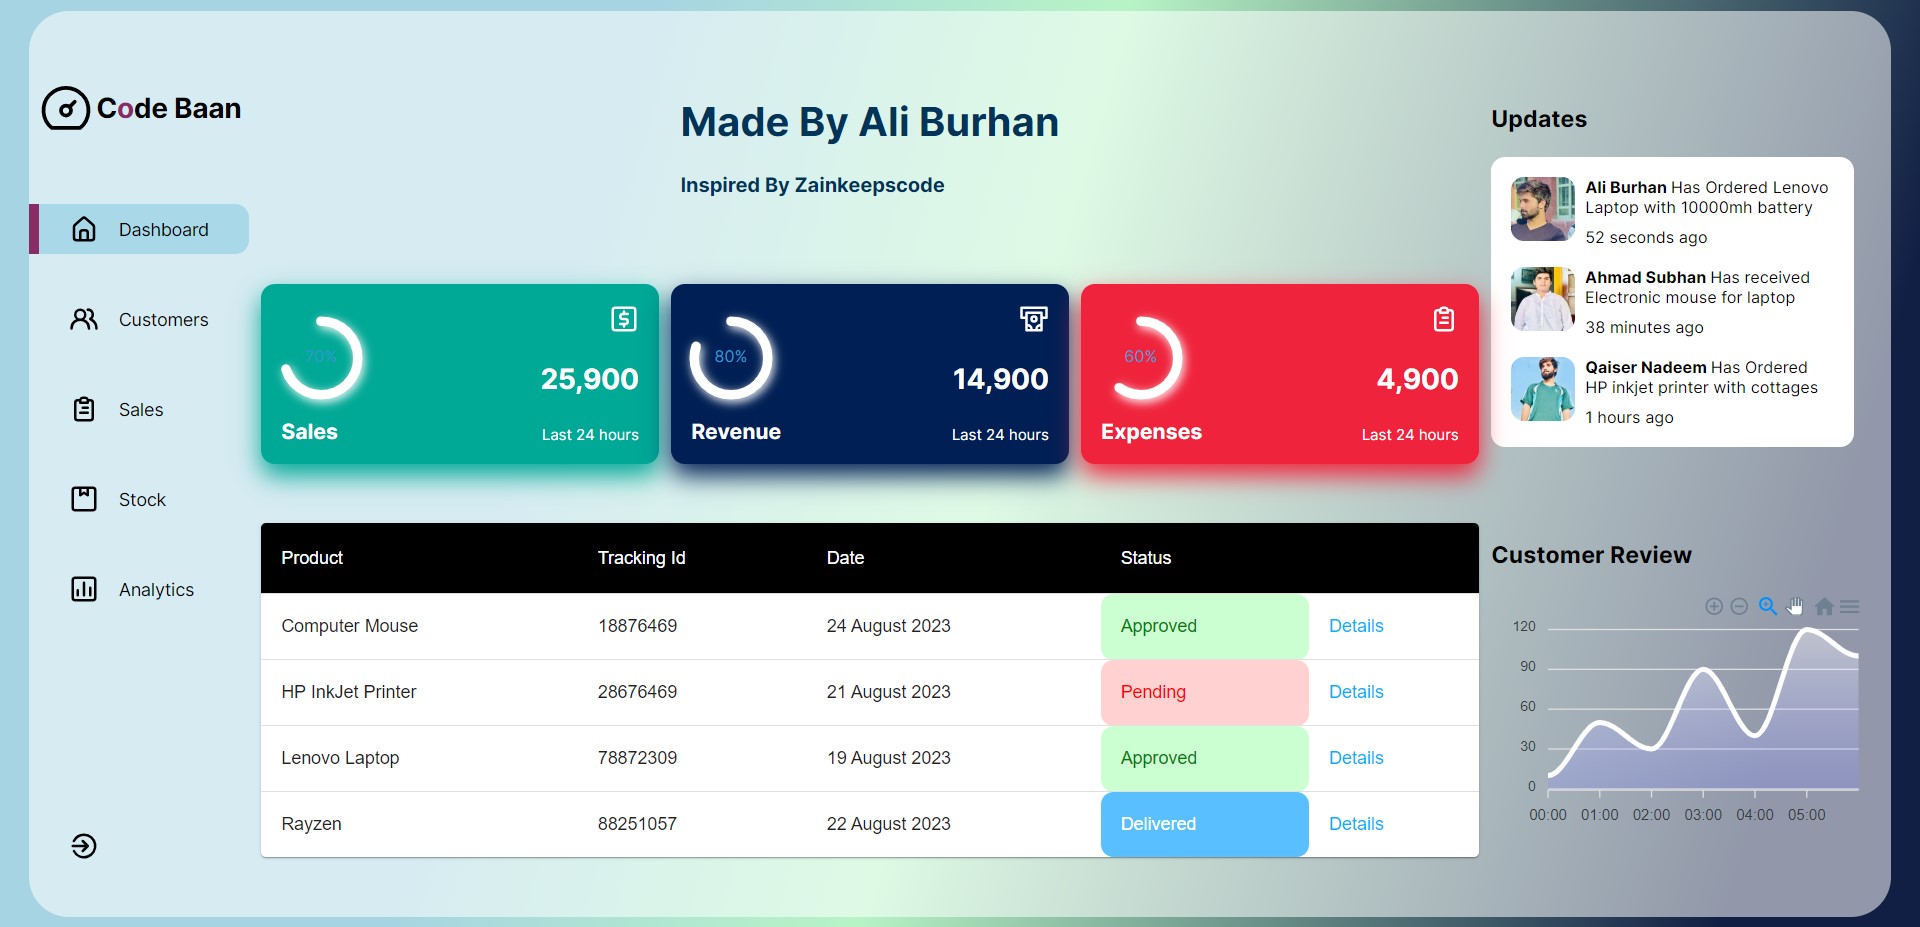 Code Baan
Dashboard
Customers
Sales
Stock
Analytics
Made By Ali Burhan
Inspired By Zainkeepscode
70%
25,900
Sales
Last 24 hours
80%
14,900
Revenue
Last 24 hours
60%
4,900
Expenses
Last 24 hours
Product Tracking Id Date Status
Computer Mouse 18876469 24 August 2023 Approved Details
HP InkJet Printer 28676469 21 August 2023 Pending Details
Lenovo Laptop 78872309 19 August 2023 Approved Details
Rayzen 88251057 22 August 2023 Delivered Details
Updates
Ali Burhan Has Ordered Lenovo
Laptop with 10000mh battery
52 seconds ago
Ahmad Subhan Has received
Electronic mouse for laptop
38 minutes ago
Qaiser Nadeem Has Ordered
HP inkjet printer with cottages
1 hours ago
Customer Review
120
90
60
30
0
00:00 01:00 02:00 03:00 04:00 05:00